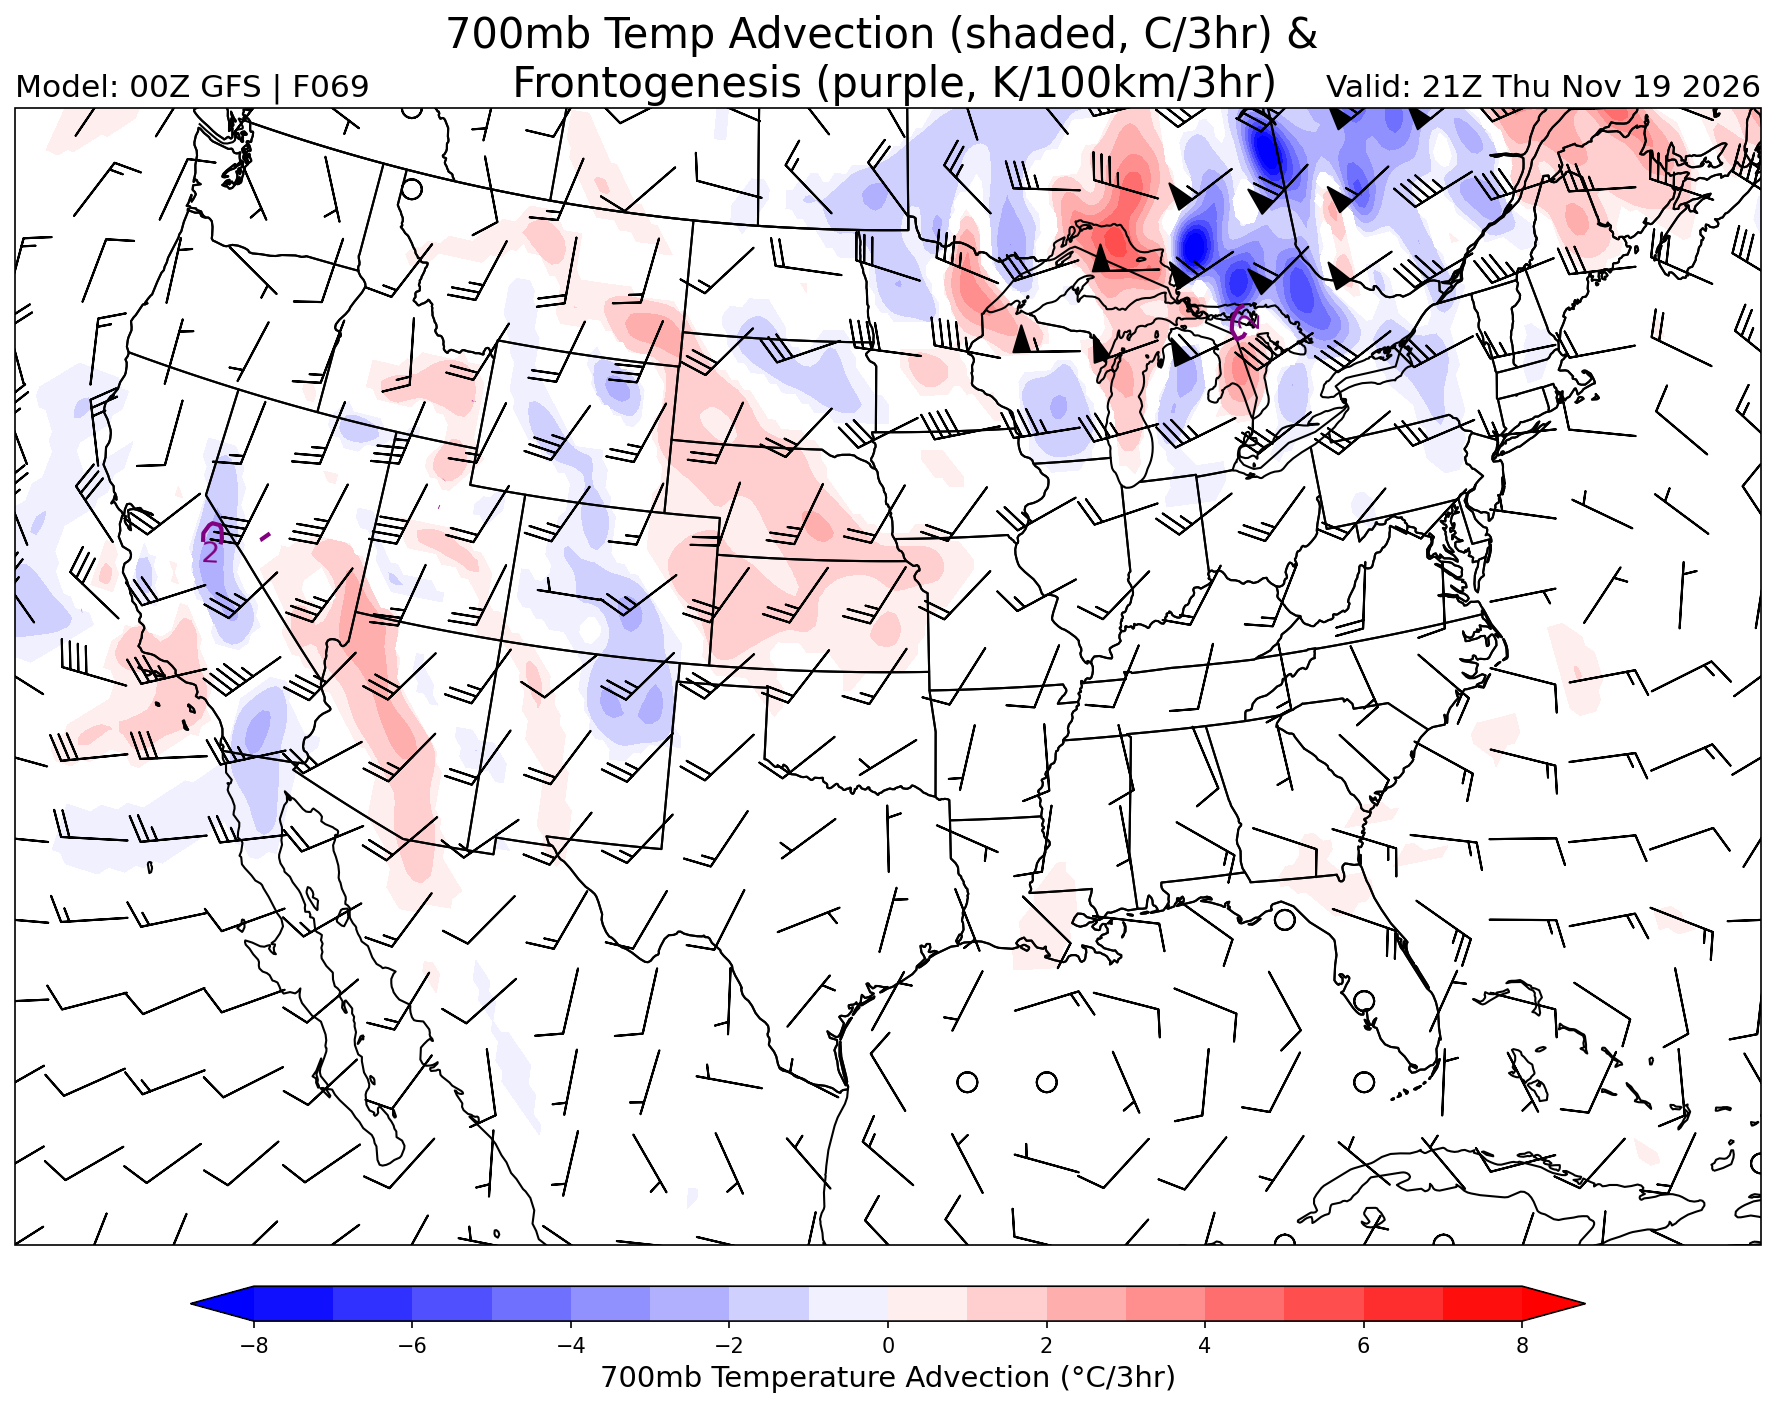 700mb Temp Advection (shaded, C/3hr) &
Model: 00Z GFS | F069 Frontogenesis (purple, K/100km/3hr) Valid: 21Z Thu Nov 19 2026
2
2
−8 −6 −4 −2 0 2 4 6 8
700mb Temperature Advection (°C/3hr)